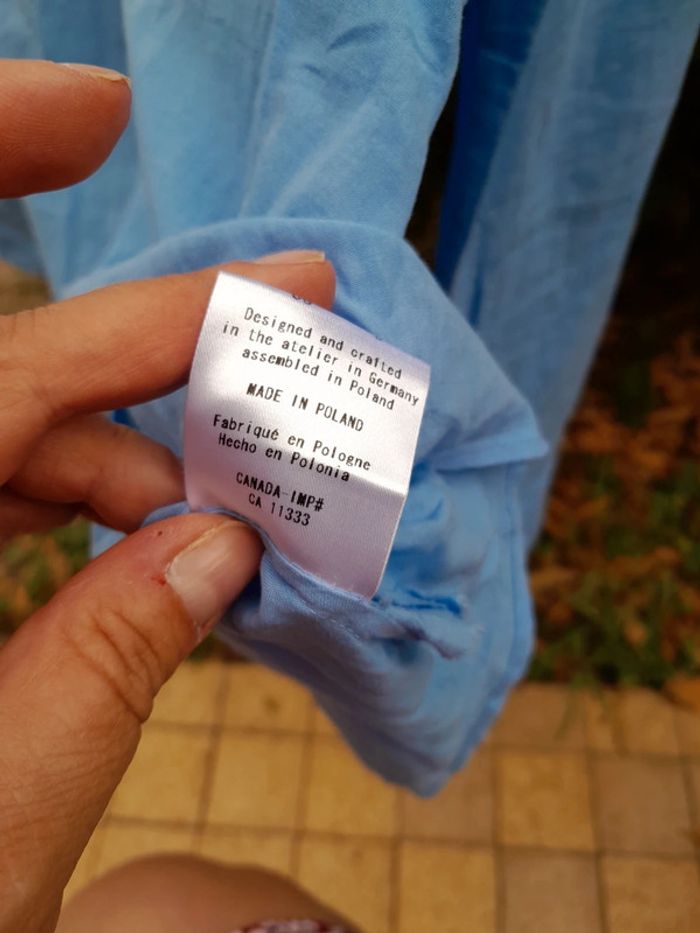 Designed and crafted
in the atelier in Germany
assembled in Poland
MADE IN POLAND
Fabriqué en Pologne
Hecho en Polonia
CANADA-IMP#
CA 11333